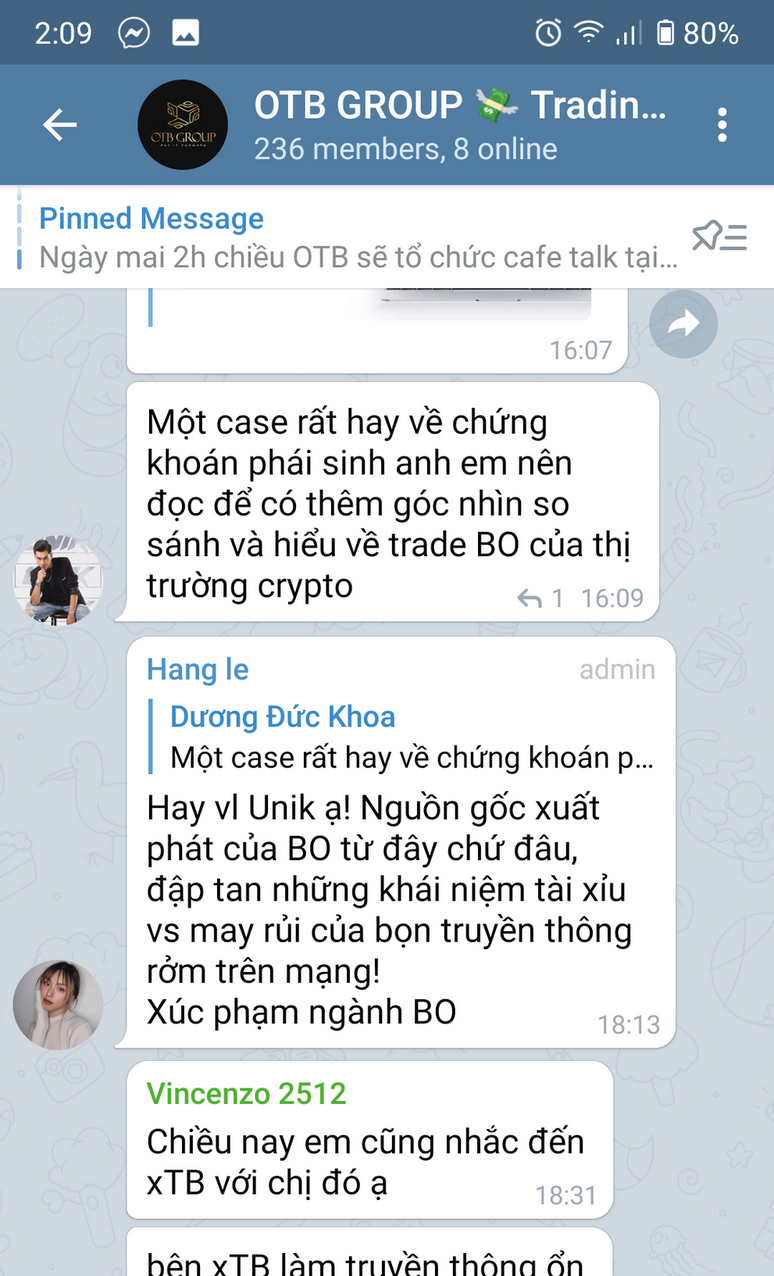 2:09
80%
OTB GROUP
PAY IT FORWARD
OTB GROUP 💸 Tradin...
236 members, 8 online
Pinned Message
Ngày mai 2h chiều OTB sẽ tổ chức cafe talk tại...
16:07
Một case rất hay về chứng
khoán phái sinh anh em nên
đọc để có thêm góc nhìn so
sánh và hiểu về trade BO của thị
trường crypto
1 16:09
Hang le admin
Dương Đức Khoa
Một case rất hay về chứng khoán p...
Hay vl Unik ạ! Nguồn gốc xuất
phát của BO từ đây chứ đâu,
đập tan những khái niệm tài xỉu
vs may rủi của bọn truyền thông
rởm trên mạng!
Xúc phạm ngành BO
18:13
Vincenzo 2512
Chiều nay em cũng nhắc đến
xTB với chị đó ạ
18:31
bên xTB làm truyền thông ổn